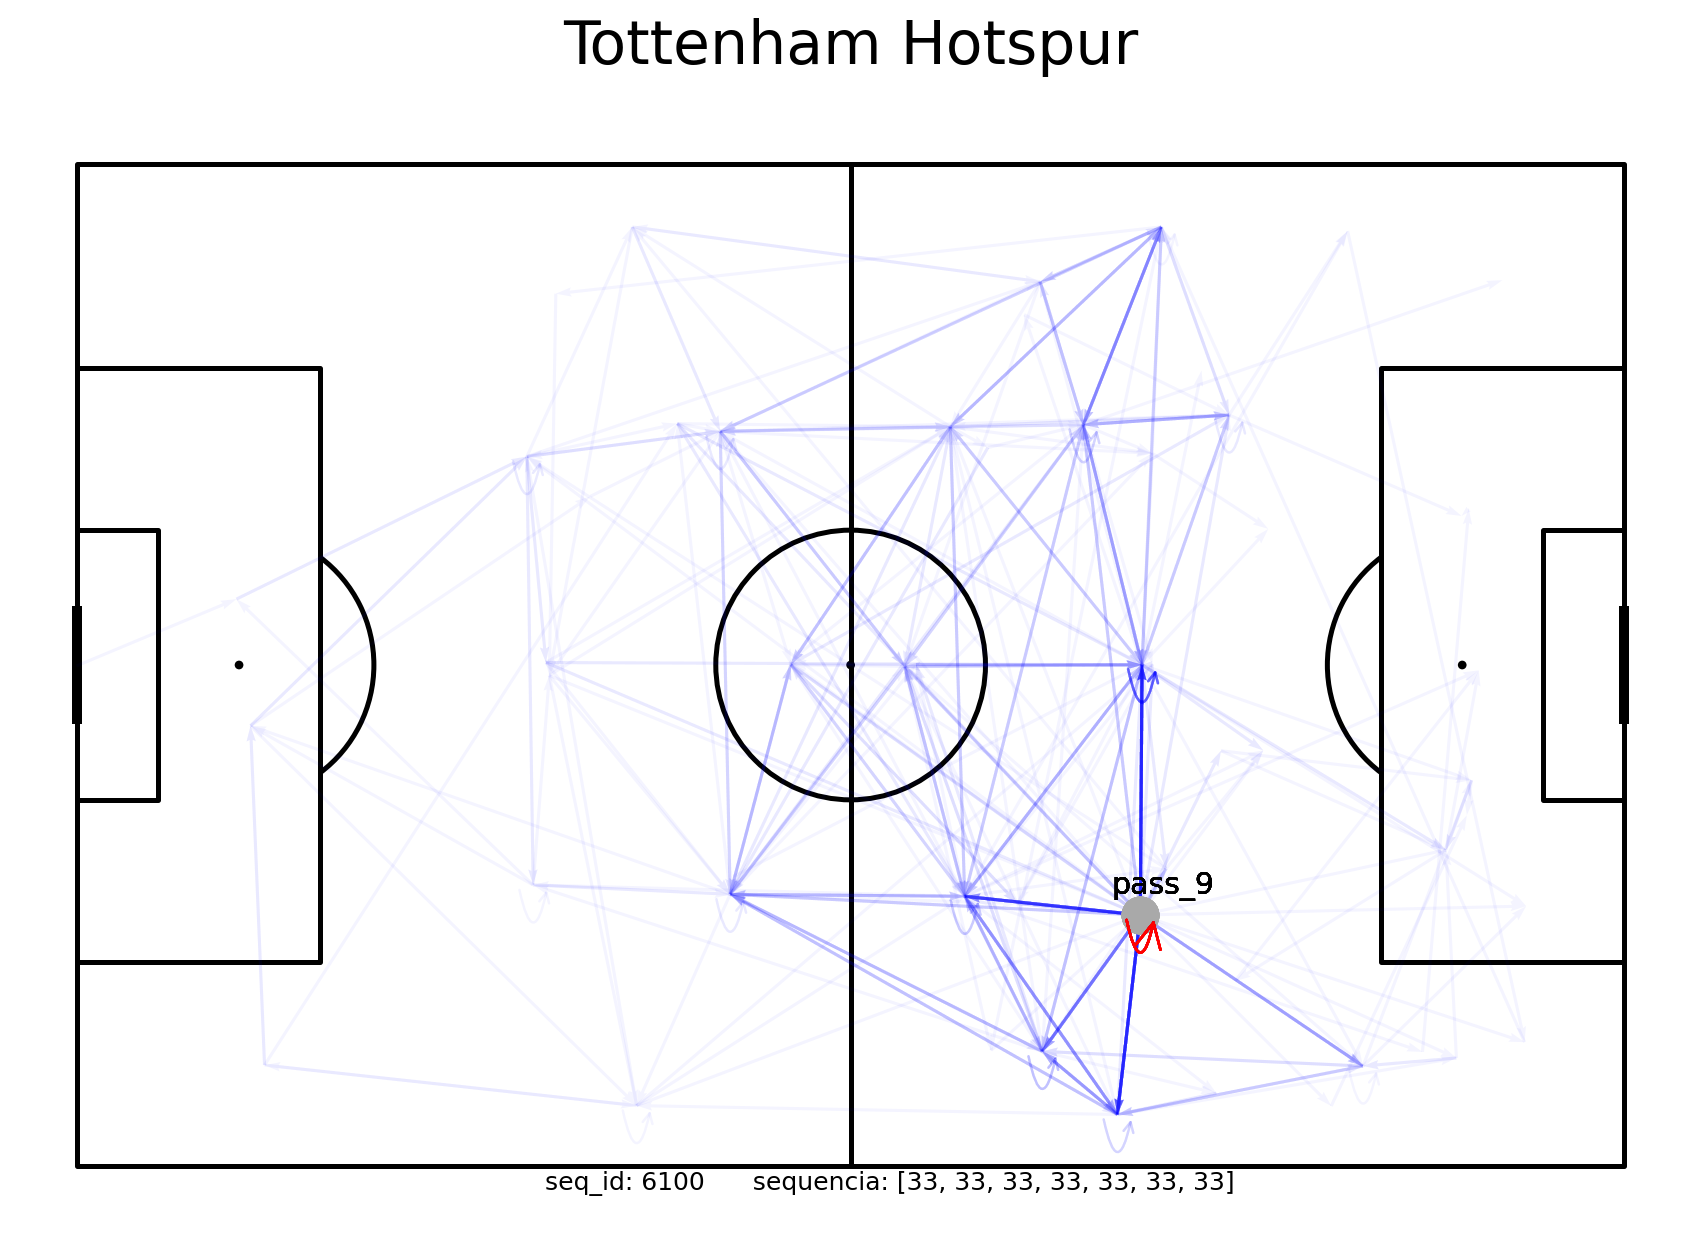 Tottenham Hotspur
pass_9
seq_id: 6100 sequencia: [33, 33, 33, 33, 33, 33, 33]